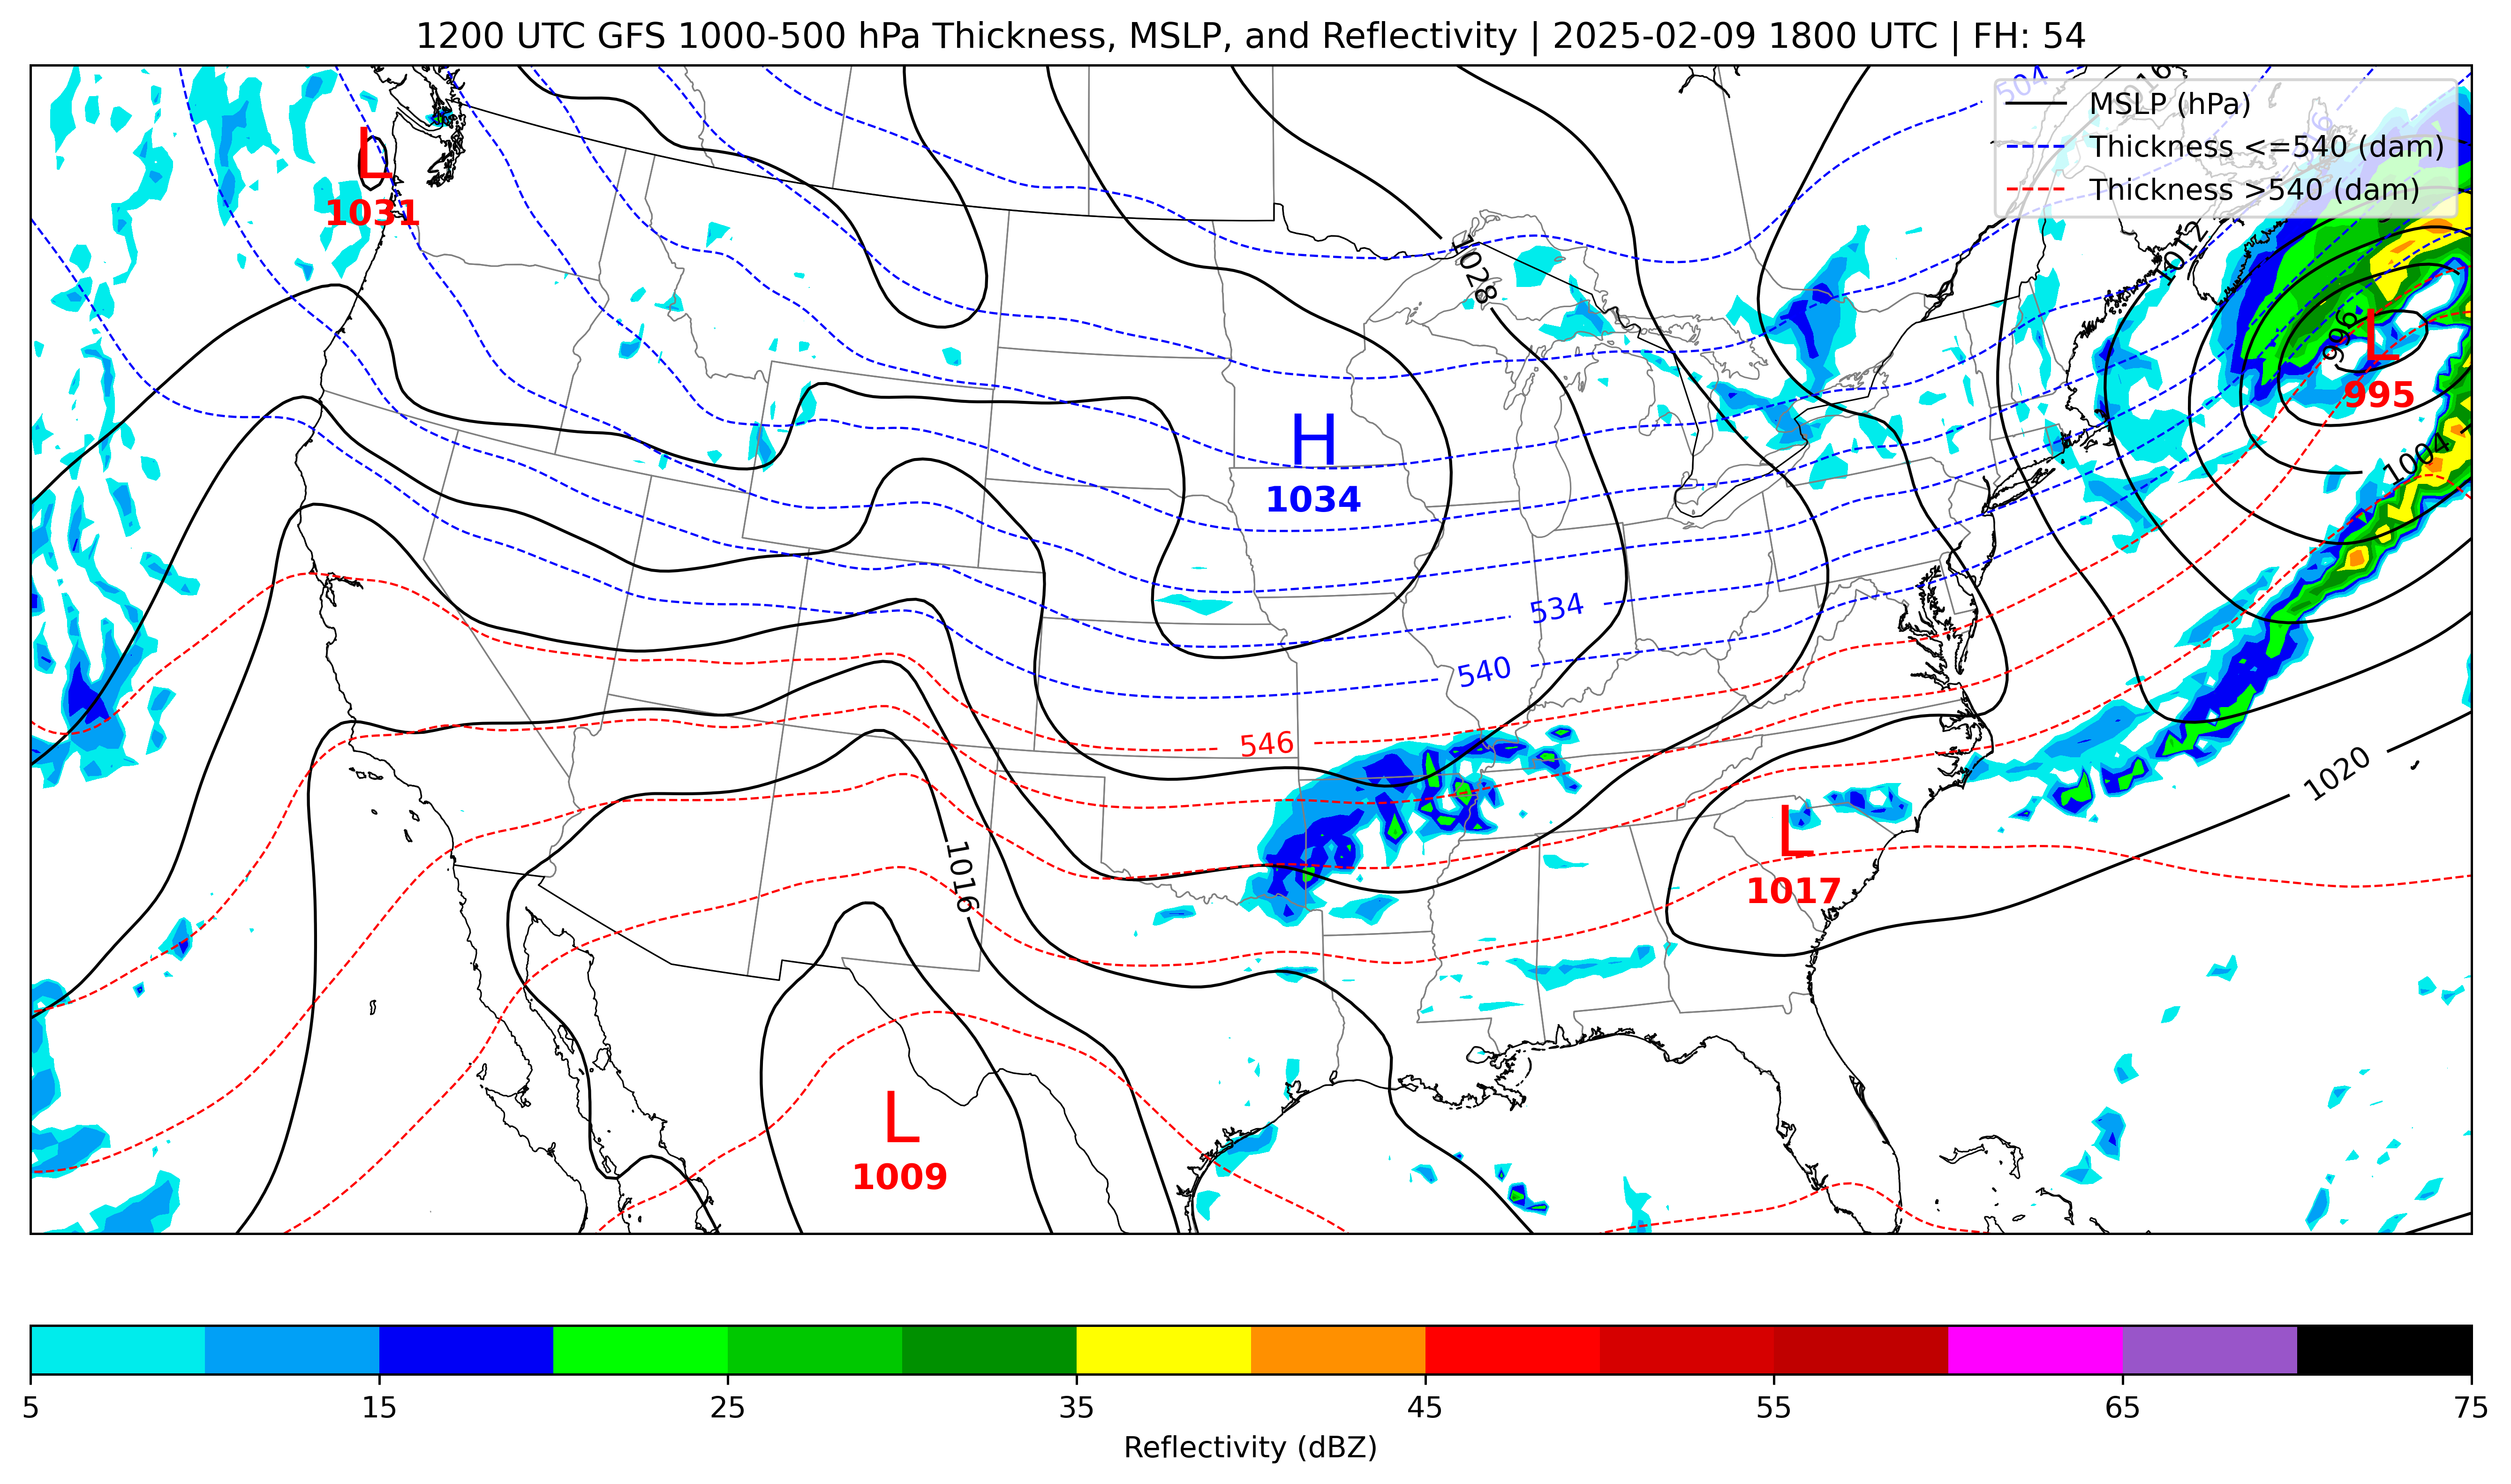 1200 UTC GFS 1000-500 hPa Thickness, MSLP, and Reflectivity | 2025-02-09 1800 UTC | FH: 54
504
1016
MSLP (hPa)
Thickness <=540 (dam)
Thickness >540 (dam)
L
1031
1012
1028
996
L
995
H
1034
1004
534
540
546
1020
1016
L
1017
L
1009
5
15
25
35
45
55
65
75
Reflectivity (dBZ)